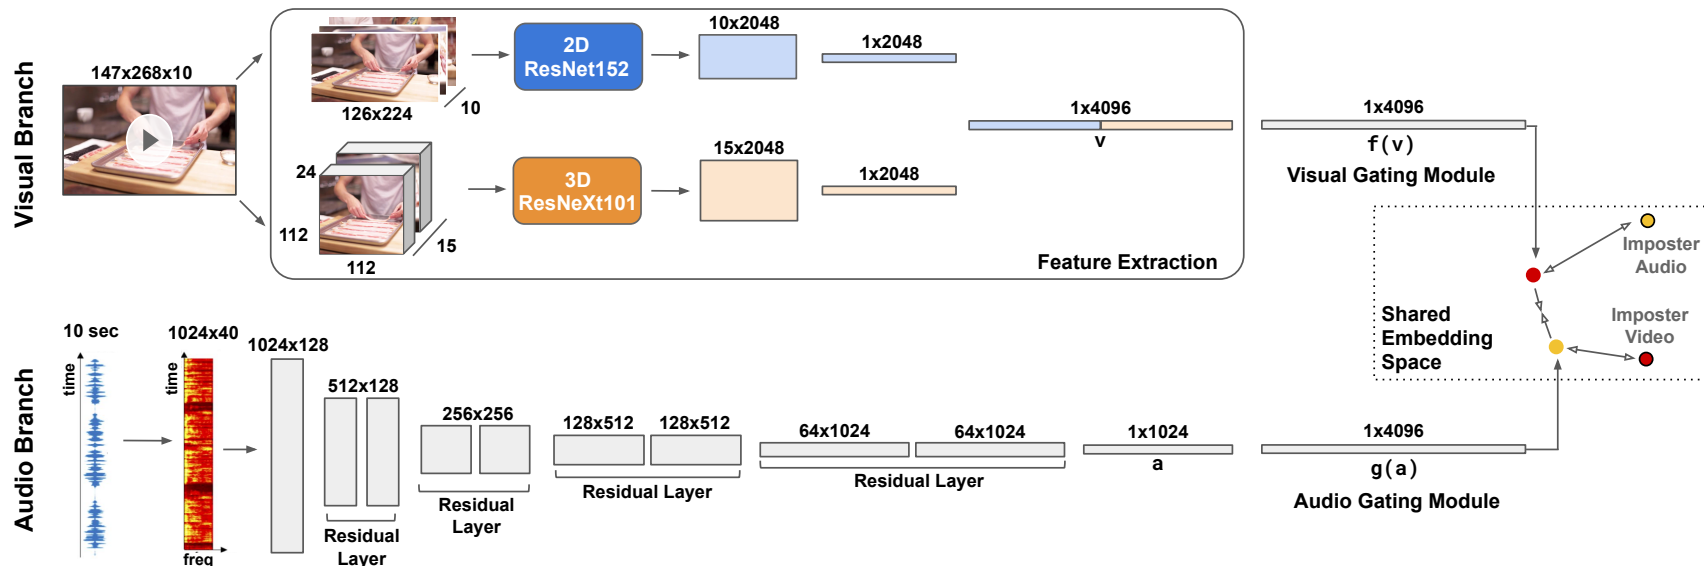 Visual Branch
147x268x10
126x224
10
2D
ResNet152
10x2048
1x2048
24
112
112
15
3D
ResNeXt101
15x2048
1x2048
1x4096
v
Feature Extraction
1x4096
f(v)
Visual Gating Module
Imposter
Audio
Shared
Embedding
Space
Imposter
Video
Audio Branch
10 sec
time
1024x40
time
freq
1024x128
512x128
Residual
Layer
256x256
Residual
Layer
128x512
128x512
Residual Layer
64x1024
64x1024
Residual Layer
1x1024
a
1x4096
g(a)
Audio Gating Module